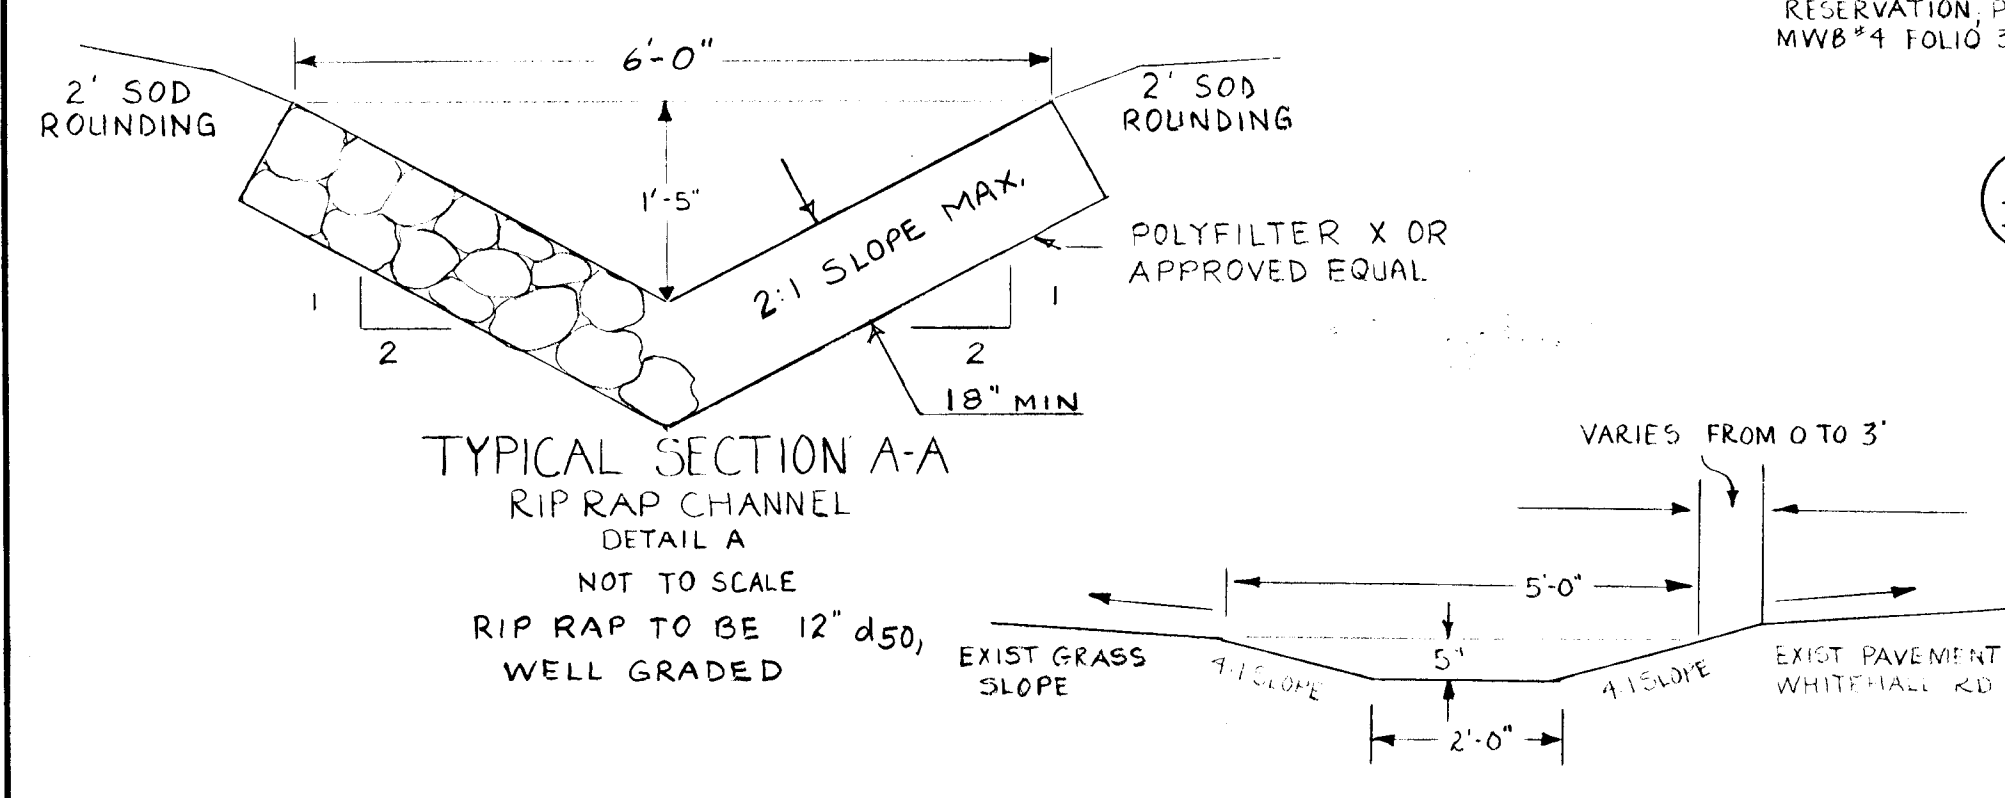 RESERVATION, P
MWB #4 FOLIO 3
6'-0"
2' SOD
ROUNDING
2' SOD
ROUNDING
1'-5"
2:1 SLOPE MAX.
POLYFILTER X OR
APPROVED EQUAL
1
2
1
2
18" MIN
TYPICAL SECTION A-A
RIP RAP CHANNEL
DETAIL A
NOT TO SCALE
RIP RAP TO BE 12" d50,
WELL GRADED
VARIES FROM 0 TO 3'
5'-0"
5"
EXIST GRASS
SLOPE
4:1 SLOPE
4:1 SLOPE
EXIST PAVEMENT
WHITEHALL RD
2'-0"